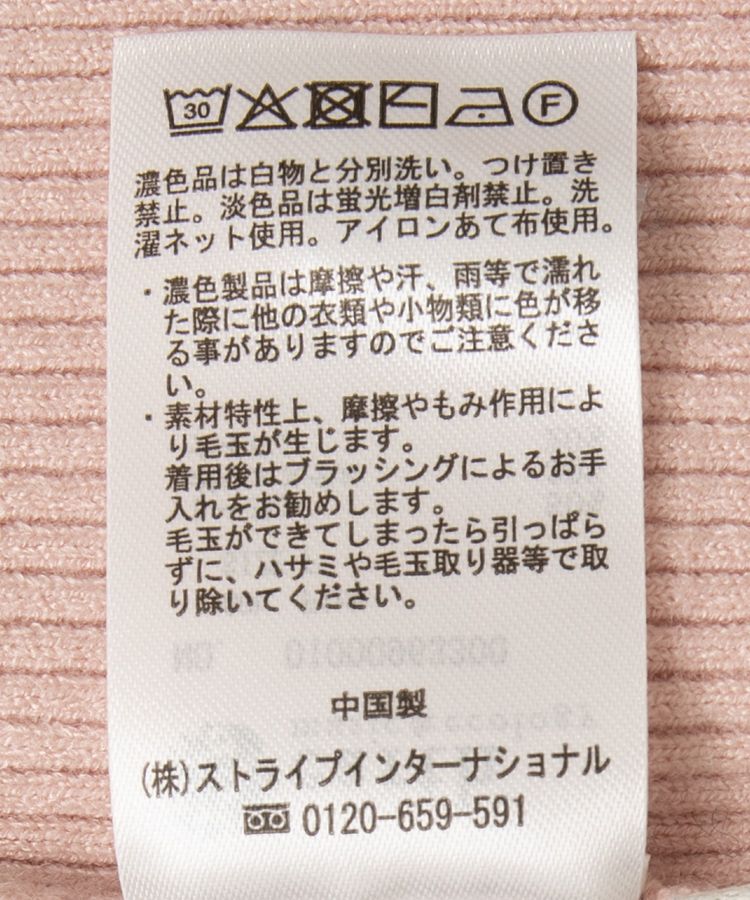 30 F
濃色品は白物と分別洗い。つけ置き
禁止。淡色品は蛍光増白剤禁止。洗
濯ネット使用。アイロンあて布使用。
・濃色製品は摩擦や汗、雨等で濡れ
た際に他の衣類や小物類に色が移
る事がありますのでご注意くださ
い。
・素材特性上、摩擦やもみ作用によ
り毛玉が生じます。
着用後はブラッシングによるお手
入れをお勧めします。
毛玉ができてしまったら引っぱら
ずに、ハサミや毛玉取り器等で取
り除いてください。
中国製
(株)ストライプインターナショナル
0120-659-591